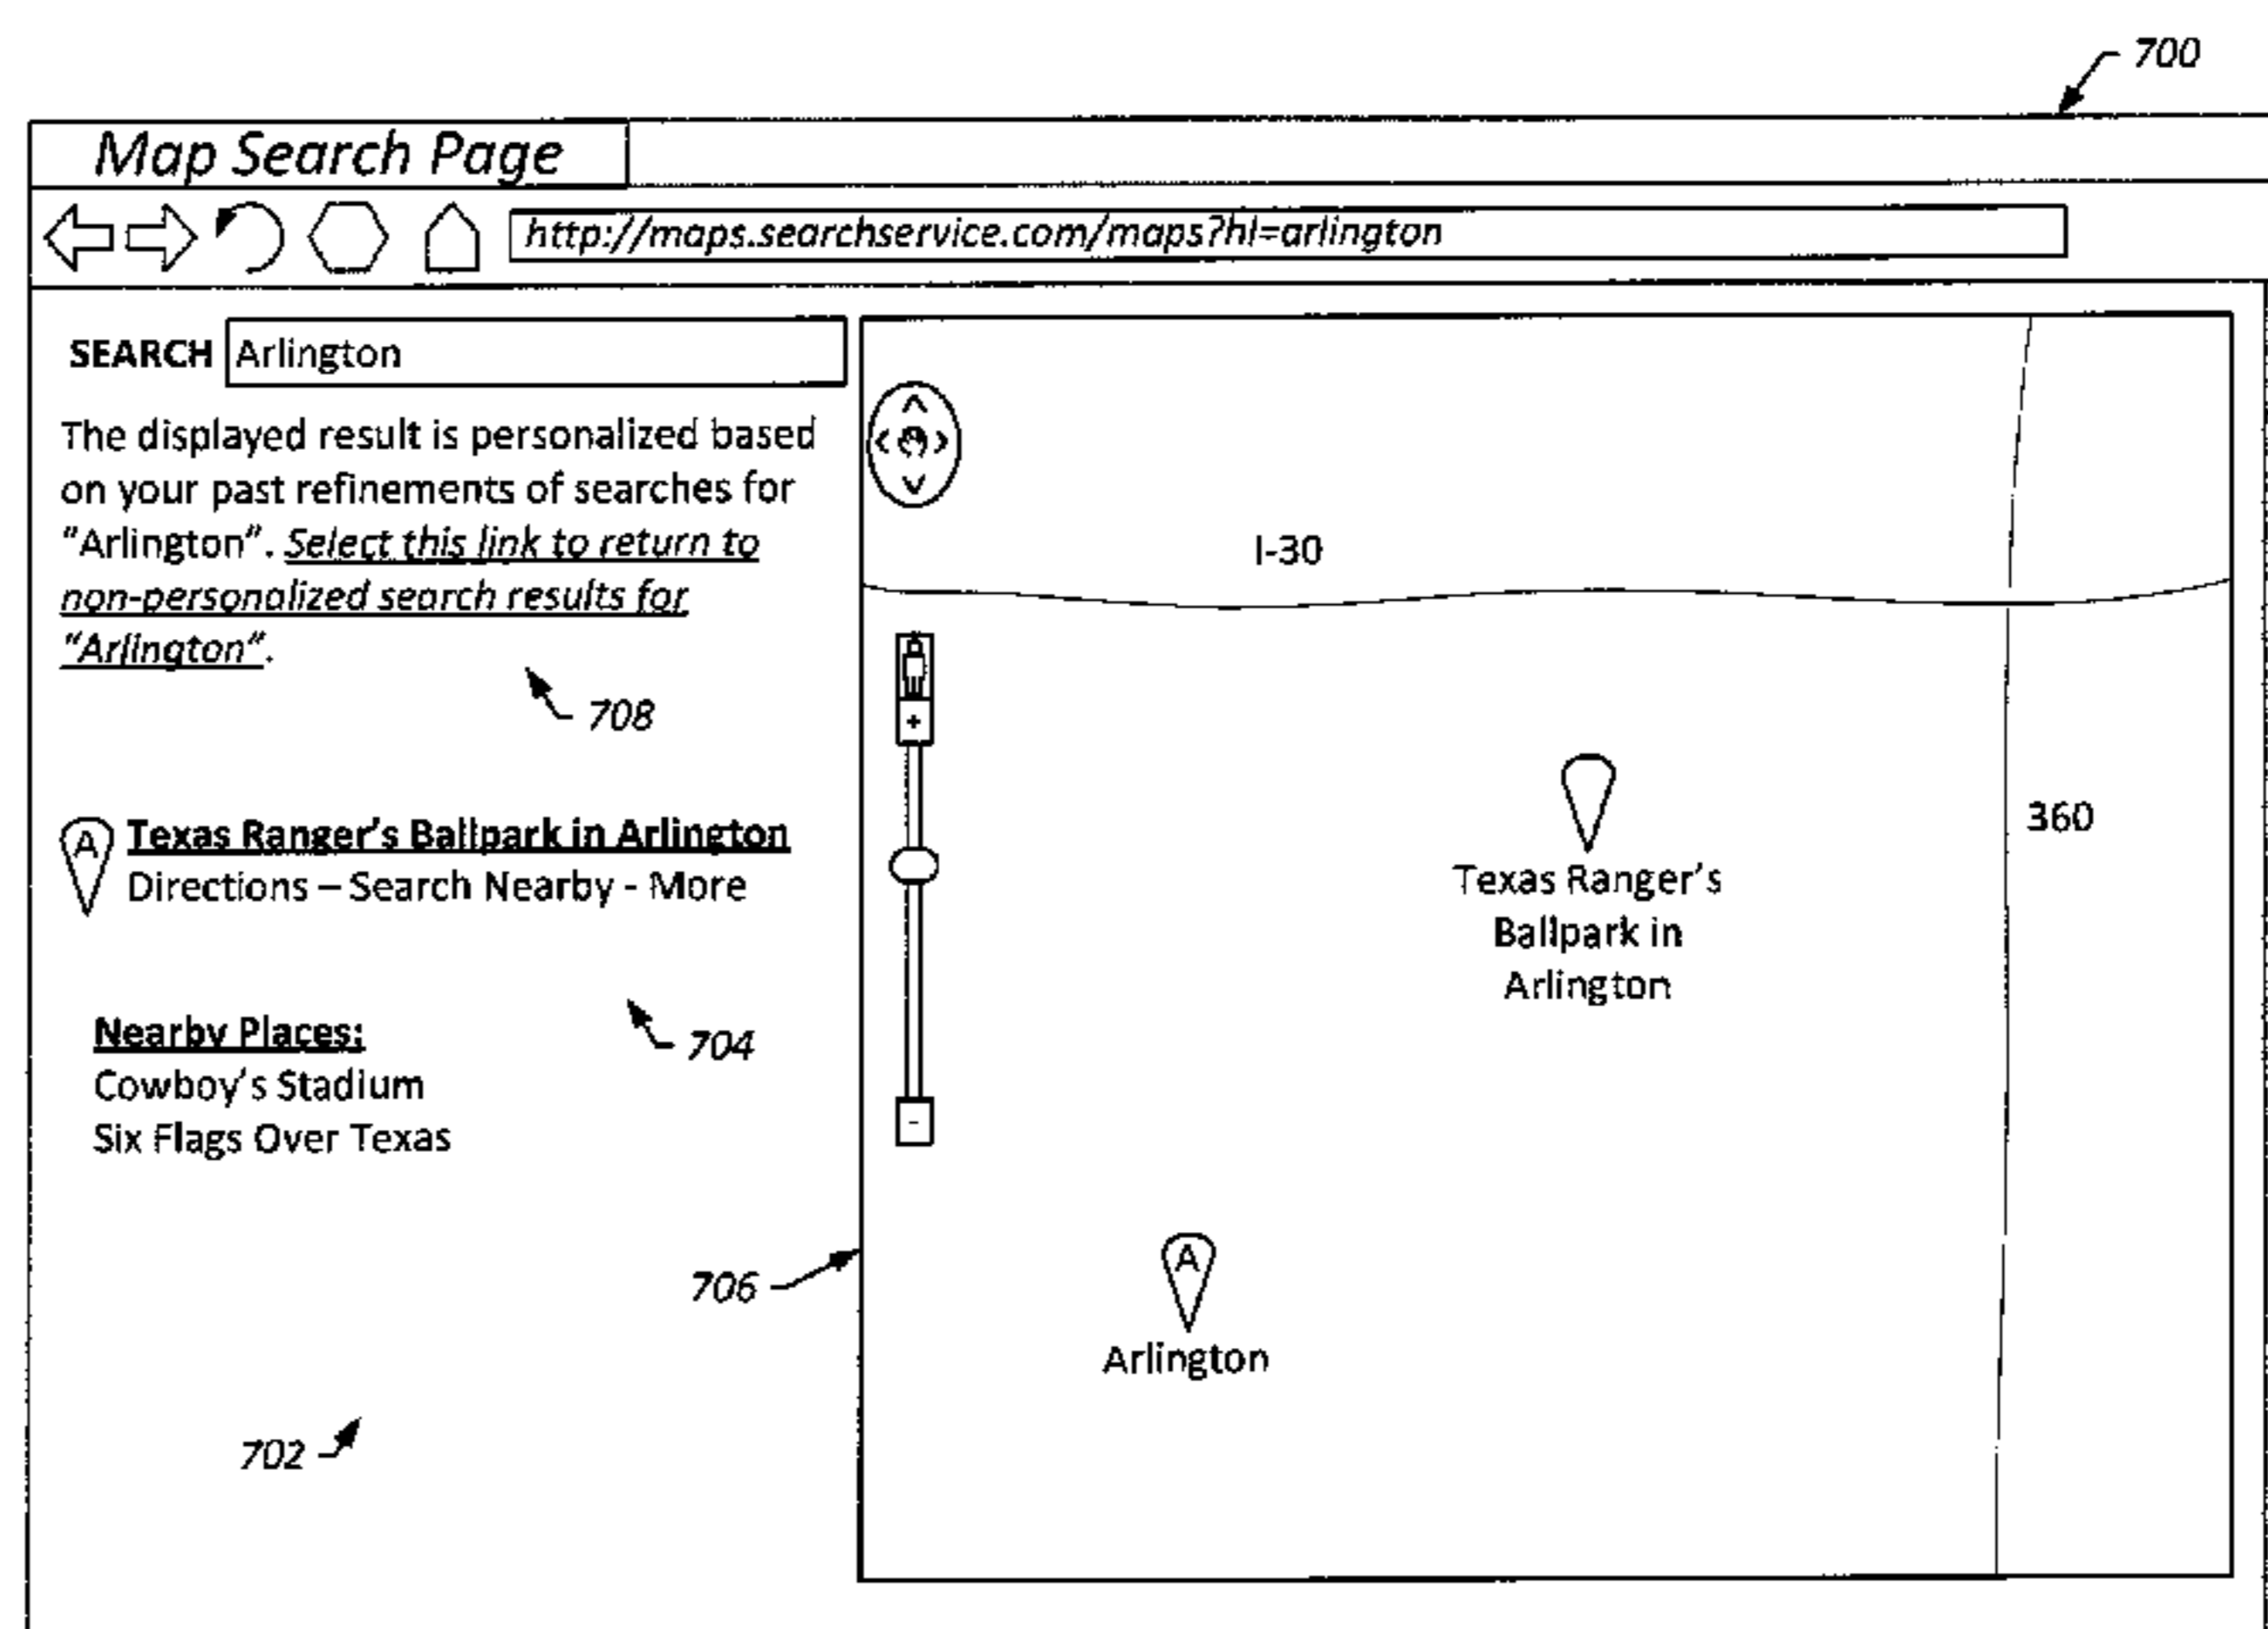 700
Map Search Page
http://maps.searchservice.com/maps?hl=arlington
SEARCH Arlington
The displayed result is personalized based
on your past refinements of searches for
"Arlington". Select this link to return to
non-personalized search results for
"Arlington".
708
A Texas Ranger's Ballpark in Arlington
Directions – Search Nearby - More
704
Nearby Places:
Cowboy's Stadium
Six Flags Over Texas
706
702
I-30
+
-
360
Texas Ranger's
Ballpark in
Arlington
A
Arlington